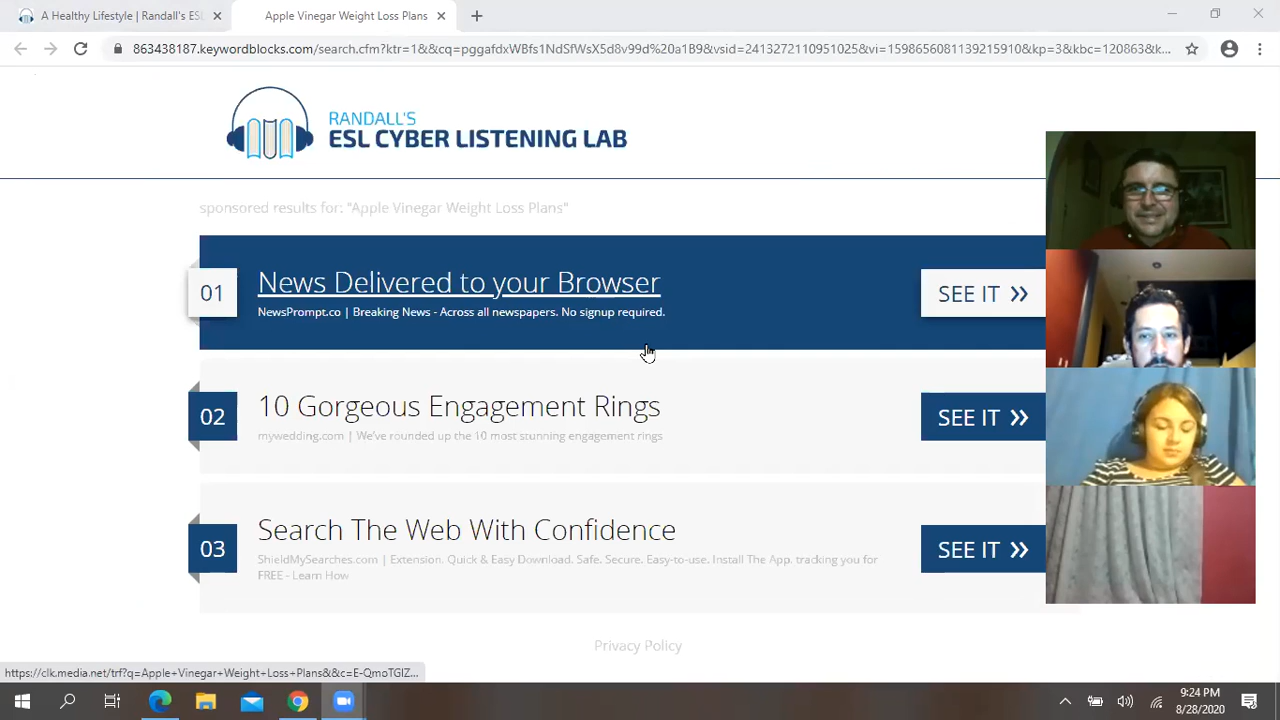 A Healthy Lifestyle | Randall's ES
Apple Vinegar Weight Loss Plans
863438187.keywordblocks.com/search.cfm?ktr=1&&cq=pggafdxWBfs1NdSfWsX5d8v99d%20a1B9&vsid=2413272110951025&vi=1598656081139215910&kp=3&kbc=120863&k...
RANDALL'S
ESL CYBER LISTENING LAB
sponsored results for: "Apple Vinegar Weight Loss Plans"
01
News Delivered to your Browser
NewsPrompt.co | Breaking News - Across all newspapers. No signup required.
SEE IT »
02
10 Gorgeous Engagement Rings
mywedding.com | We've rounded up the 10 most stunning engagement rings
SEE IT »
03
Search The Web With Confidence
ShieldMySearches.com | Extension. Quick & Easy Download. Safe. Secure. Easy-to-use. Install The App. tracking you for
FREE - Learn How
SEE IT »
Privacy Policy
https://clk.media.net/trf?q=Apple+Vinegar+Weight+Loss+Plans&&c=E-QmoTGIZ...
9:24 PM
8/28/2020